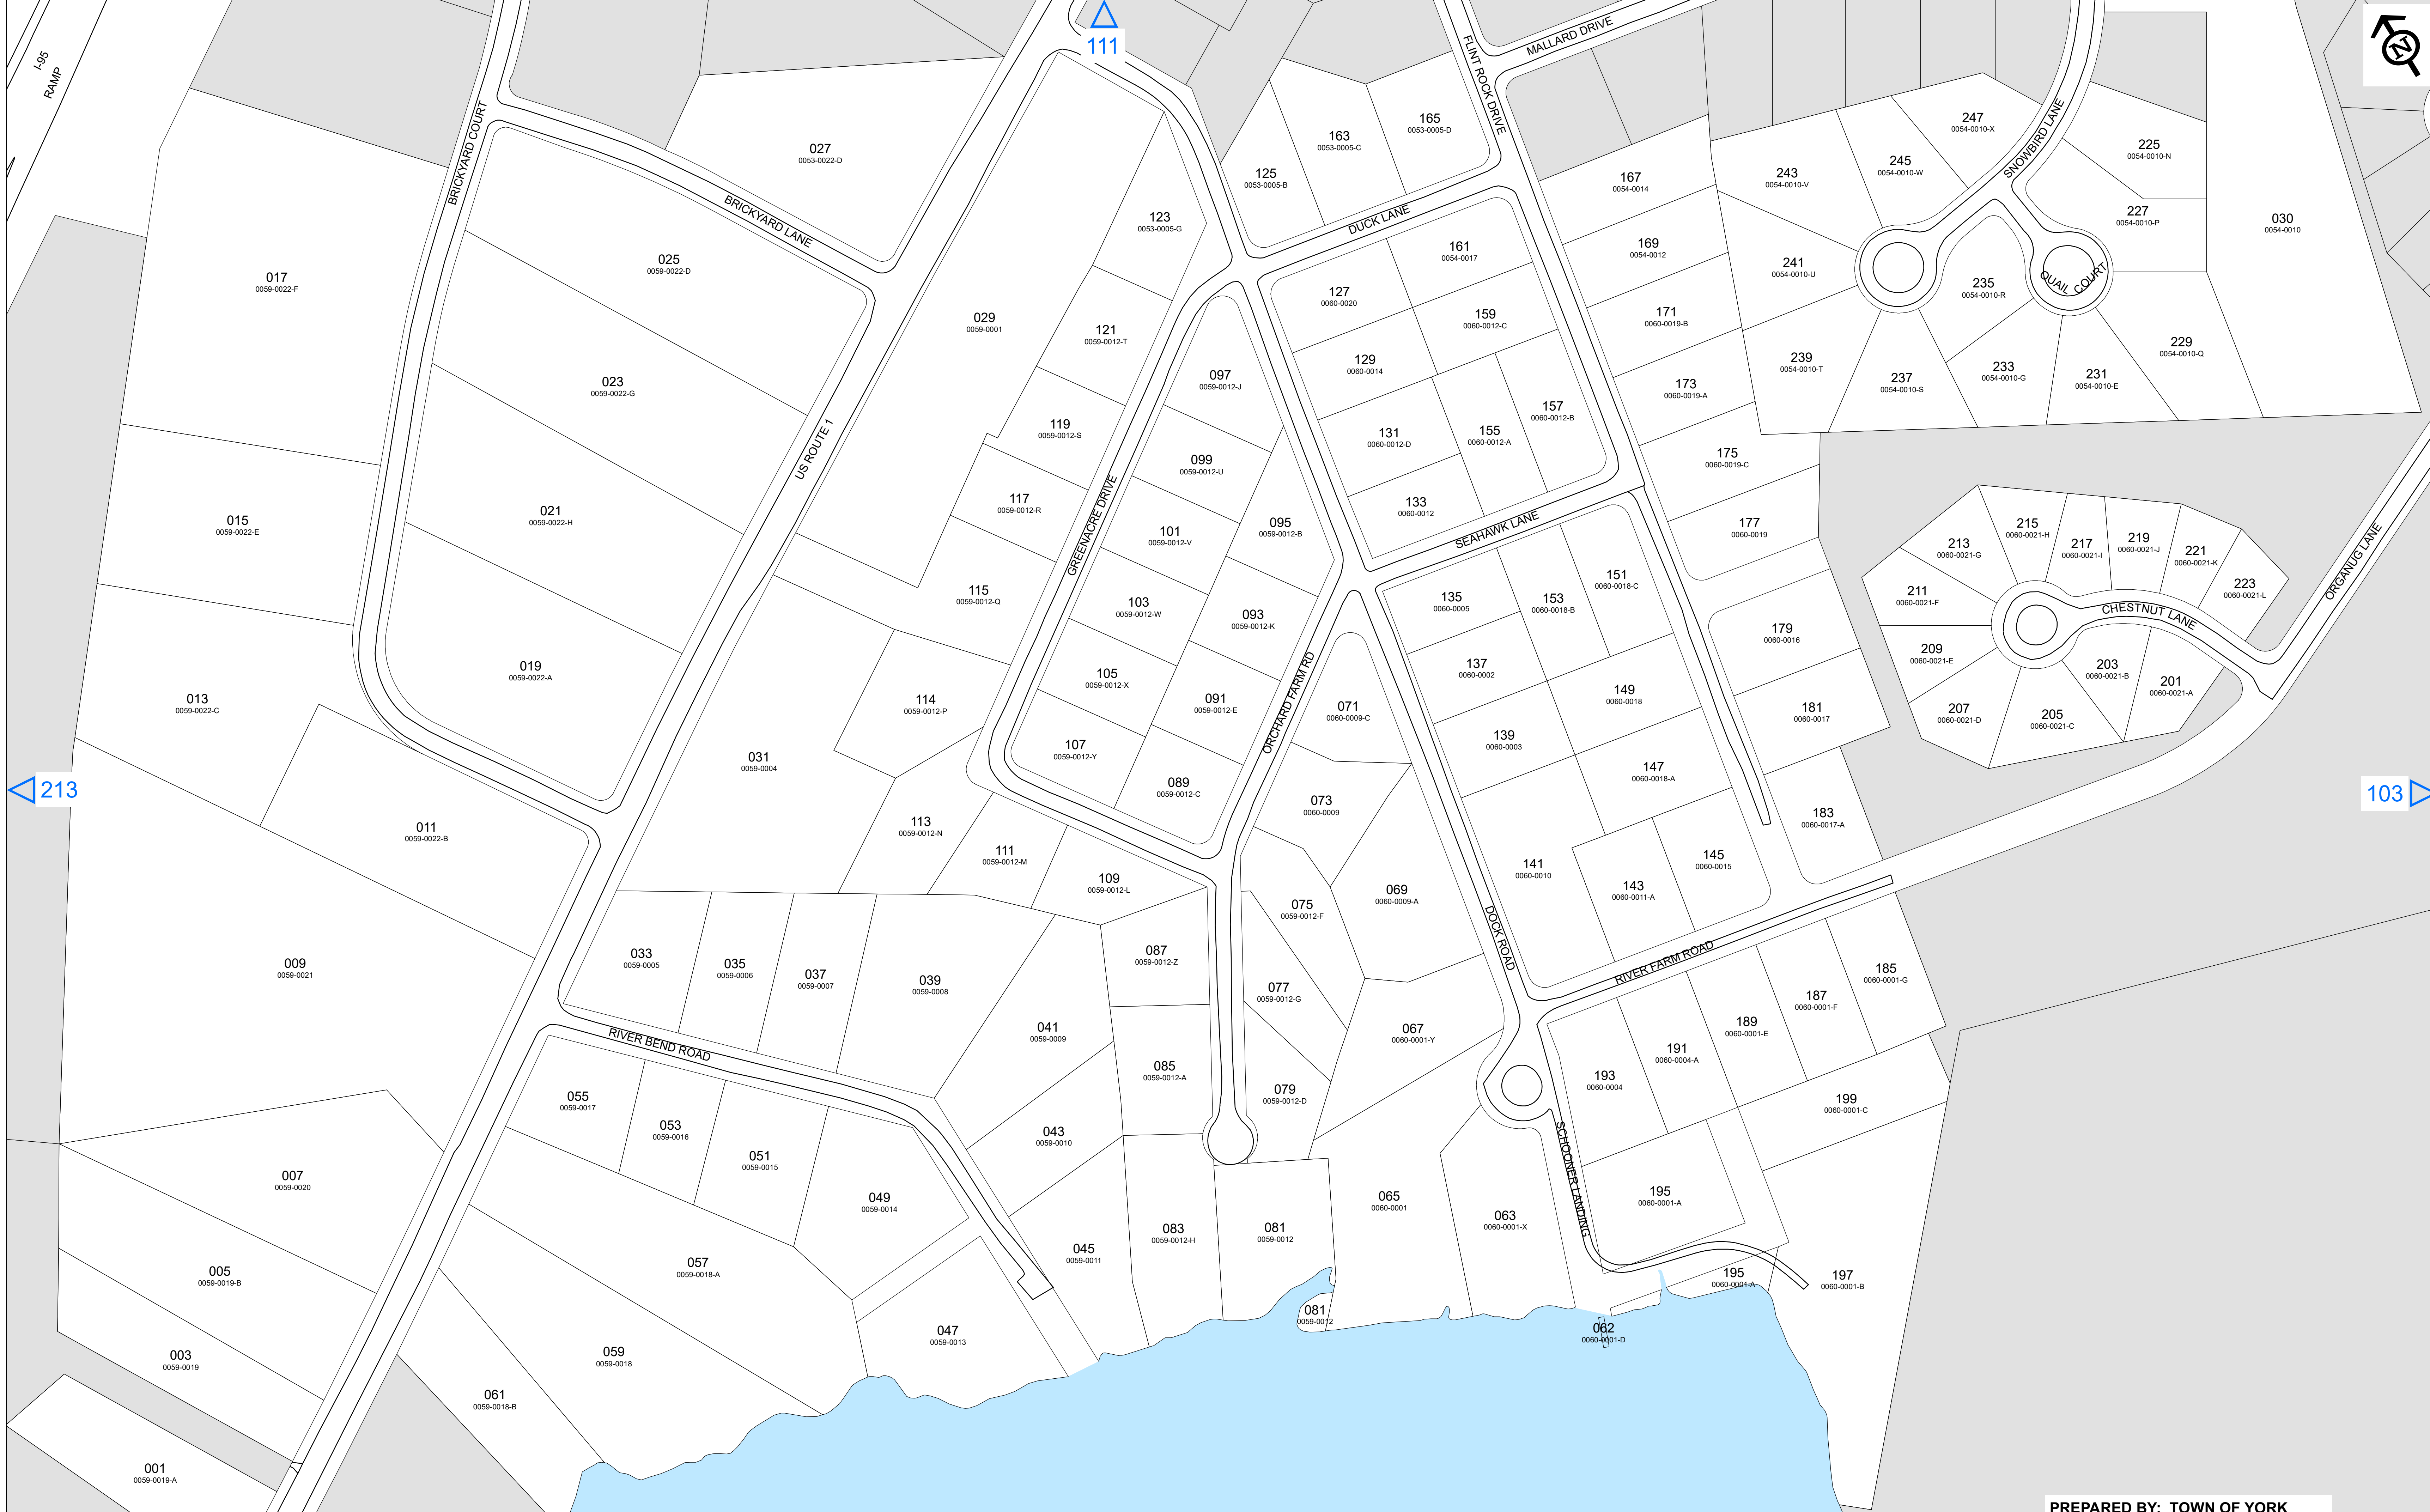 I-95
RAMP
111
FLINT ROCK DRIVE
MALLARD DRIVE
N
BRICKYARD COURT
027
0053-0022-D
125
0053-0005-B
163
0053-0005-C
165
0053-0005-D
167
0054-0014
243
0054-0010-V
245
0054-0010-W
247
0054-0010-X
SNOWBIRD LANE
225
0054-0010-N
227
0054-0010-P
030
0054-0010
BRICKYARD LANE
123
0053-0005-G
DUCK LANE
017
0059-0022-F
025
0059-0022-D
029
0059-0001
161
0054-0017
127
0060-0020
169
0054-0012
241
0054-0010-U
235
0054-0010-R
QUAIL COURT
121
0059-0012-T
159
0060-0012-C
171
0060-0019-B
129
0060-0014
239
0054-0010-T
237
0054-0010-S
233
0054-0010-G
231
0054-0010-E
229
0054-0010-Q
023
0059-0022-G
097
0059-0012-J
173
0060-0019-A
157
0060-0012-B
155
0060-0012-A
131
0060-0012-D
US ROUTE 1
119
0059-0012-S
099
0059-0012-U
175
0060-0019-C
015
0059-0022-E
021
0059-0022-H
117
0059-0012-R
GREENACRE DRIVE
101
0059-0012-V
095
0059-0012-B
133
0060-0012
SEAHAWK LANE
177
0060-0019
213
0060-0021-G
215
0060-0021-H
217
0060-0021-I
219
0060-0021-J
221
0060-0021-K
223
0060-0021-L
ORGANUG LANE
CHESTNUT LANE
211
0060-0021-F
209
0060-0021-E
207
0060-0021-D
205
0060-0021-C
203
0060-0021-B
201
0060-0021-A
115
0059-0012-Q
103
0059-0012-W
093
0059-0012-K
135
0060-0005
153
0060-0018-B
151
0060-0018-C
179
0060-0016
013
0059-0022-C
019
0059-0022-A
114
0059-0012-P
105
0059-0012-X
091
0059-0012-E
ORCHARD FARM RD
071
0060-0009-C
137
0060-0002
149
0060-0018
181
0060-0017
031
0059-0004
107
0059-0012-Y
089
0059-0012-C
139
0060-0003
147
0060-0018-A
213
103
011
0059-0022-B
113
0059-0012-N
111
0059-0012-M
109
0059-0012-L
073
0060-0009
183
0060-0017-A
141
0060-0010
143
0060-0011-A
145
0060-0015
075
0059-0012-F
069
0060-0009-A
DOCK ROAD
009
0059-0021
033
0059-0005
035
0059-0006
037
0059-0007
039
0059-0008
087
0059-0012-Z
RIVER FARM ROAD
185
0060-0001-G
187
0060-0001-F
189
0060-0001-E
191
0060-0004-A
193
0060-0004
RIVER BEND ROAD
041
0059-0009
085
0059-0012-A
077
0059-0012-G
067
0060-0001-Y
079
0059-0012-D
055
0059-0017
053
0059-0016
051
0059-0015
043
0059-0010
199
0060-0001-C
SCHOONER LANDING
007
0059-0020
049
0059-0014
045
0059-0011
083
0059-0012-H
081
0059-0012
065
0060-0001
063
0060-0001-X
195
0060-0001-A
005
0059-0019-B
057
0059-0018-A
195
0060-0001-A
197
0060-0001-B
003
0059-0019
059
0059-0018
047
0059-0013
081
0059-0012
062
0060-0001-D
061
0059-0018-B
001
0059-0019-A
PREPARED BY: TOWN OF YORK